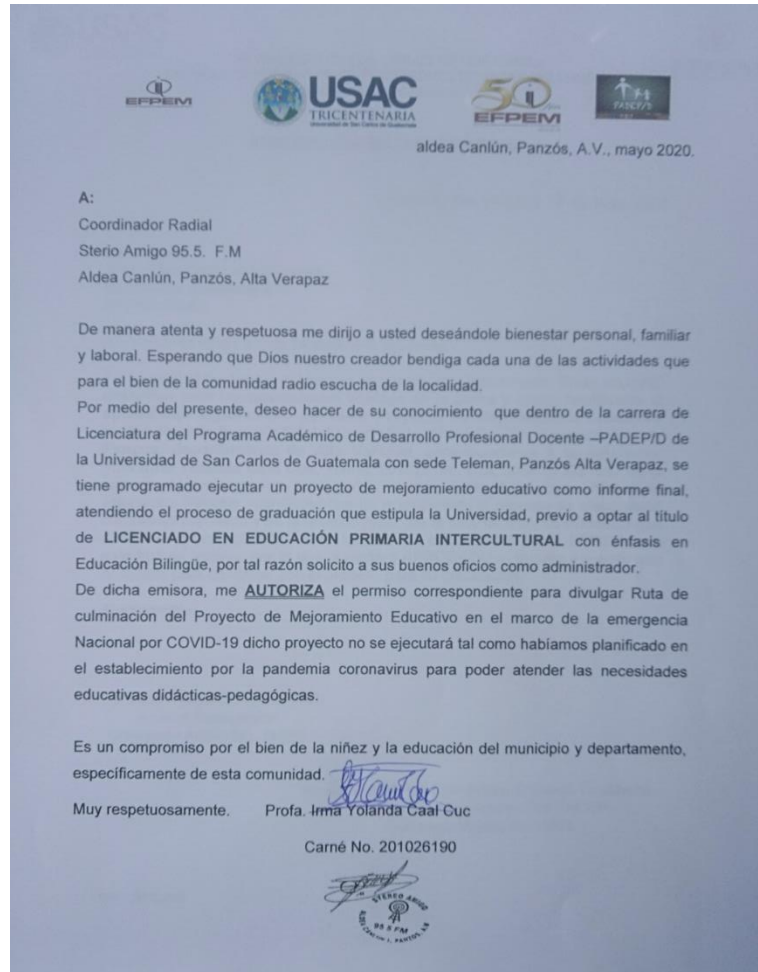 EFPEM
USAC
TRICENTENARIA
Universidad de San Carlos de Guatemala
50
EFPEM
PADEP/D
aldea Canlún, Panzós, A.V., mayo 2020.
A:
Coordinador Radial
Sterio Amigo 95.5. F.M
Aldea Canlún, Panzós, Alta Verapaz
De manera atenta y respetuosa me dirijo a usted deseándole bienestar personal, familiar
y laboral. Esperando que Dios nuestro creador bendiga cada una de las actividades que
para el bien de la comunidad radio escucha de la localidad.
Por medio del presente, deseo hacer de su conocimiento que dentro de la carrera de
Licenciatura del Programa Académico de Desarrollo Profesional Docente –PADEP/D de
la Universidad de San Carlos de Guatemala con sede Teleman, Panzós Alta Verapaz, se
tiene programado ejecutar un proyecto de mejoramiento educativo como informe final,
atendiendo el proceso de graduación que estipula la Universidad, previo a optar al título
de LICENCIADO EN EDUCACIÓN PRIMARIA INTERCULTURAL con énfasis en
Educación Bilingüe, por tal razón solicito a sus buenos oficios como administrador.
De dicha emisora, me AUTORIZA el permiso correspondiente para divulgar Ruta de
culminación del Proyecto de Mejoramiento Educativo en el marco de la emergencia
Nacional por COVID-19 dicho proyecto no se ejecutará tal como habíamos planificado en
el establecimiento por la pandemia coronavirus para poder atender las necesidades
educativas didácticas-pedagógicas.
Es un compromiso por el bien de la niñez y la educación del municipio y departamento,
específicamente de esta comunidad.
Muy respetuosamente. Profa. Irma Yolanda Caal Cuc
Carné No. 201026190
STEREO AMIGO
95.5 FM
PANZOS, A.V.